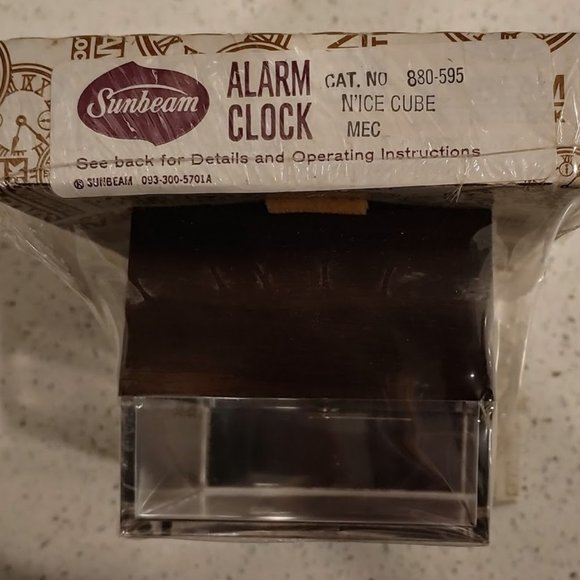 Sunbeam
ALARM CLOCK
CAT. NO 880-595
N'ICE CUBE
MEC
See back for Details and Operating Instructions
® SUNBEAM 093-300-5701A